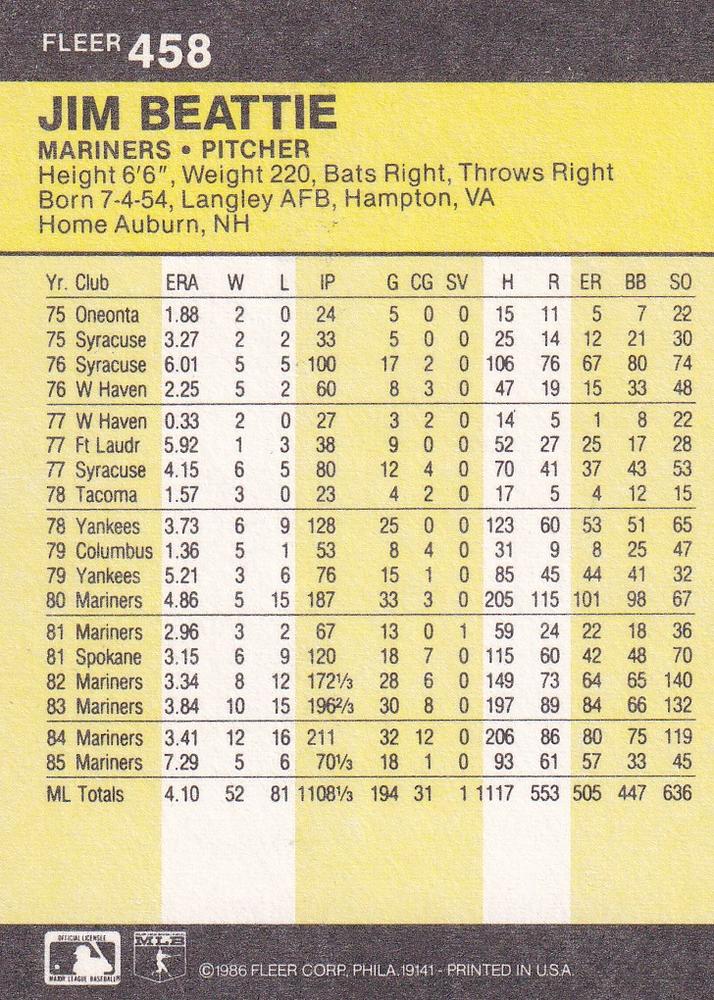 FLEER 458
JIM BEATTIE
MARINERS • PITCHER
Height 6'6", Weight 220, Bats Right, Throws Right
Born 7-4-54, Langley AFB, Hampton, VA
Home Auburn, NH
Yr. Club ERA W L IP G CG SV H R ER BB SO
75 Oneonta 1.88 2 0 24 5 0 0 15 11 5 7 22
75 Syracuse 3.27 2 2 33 5 0 0 25 14 12 21 30
76 Syracuse 6.01 5 5 100 17 2 0 106 76 67 80 74
76 W Haven 2.25 5 2 60 8 3 0 47 19 15 33 48
77 W Haven 0.33 2 0 27 3 2 0 14 5 1 8 22
77 Ft Laudr 5.92 1 3 38 9 0 0 52 27 25 17 28
77 Syracuse 4.15 6 5 80 12 4 0 70 41 37 43 53
78 Tacoma 1.57 3 0 23 4 2 0 17 5 4 12 15
78 Yankees 3.73 6 9 128 25 0 0 123 60 53 51 65
79 Columbus 1.36 5 1 53 8 4 0 31 9 8 25 47
79 Yankees 5.21 3 6 76 15 1 0 85 45 44 41 32
80 Mariners 4.86 5 15 187 33 3 0 205 115 101 98 67
81 Mariners 2.96 3 2 67 13 0 1 59 24 22 18 36
81 Spokane 3.15 6 9 120 18 7 0 115 60 42 48 70
82 Mariners 3.34 8 12 172⅓ 28 6 0 149 73 64 65 140
83 Mariners 3.84 10 15 196⅔ 30 8 0 197 89 84 66 132
84 Mariners 3.41 12 16 211 32 12 0 206 86 80 75 119
85 Mariners 7.29 5 6 70⅓ 18 1 0 93 61 57 33 45
ML Totals 4.10 52 81 1108⅓ 194 31 1 1117 553 505 447 636
OFFICIAL LICENSEE
MAJOR LEAGUE BASEBALL
MLB
©1986 FLEER CORP., PHILA. 19141 - PRINTED IN U.S.A.